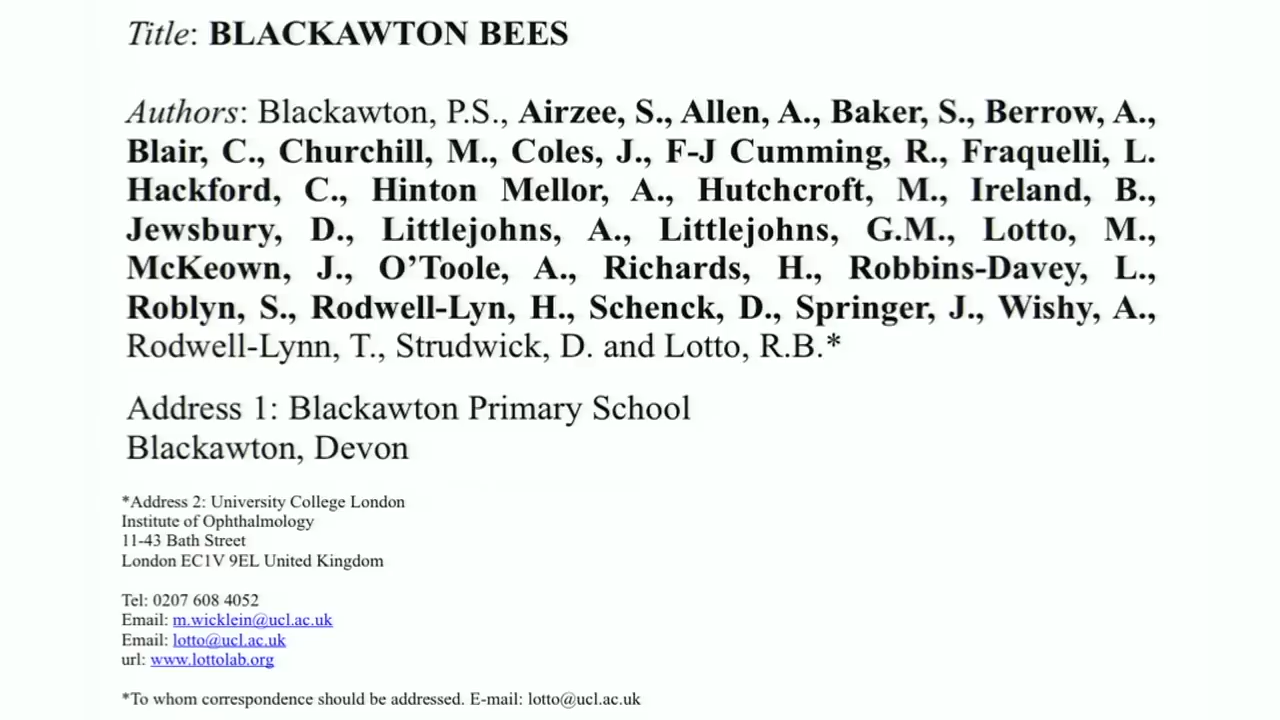 Title: BLACKAWTON BEES
Authors: Blackawton, P.S., Airzee, S., Allen, A., Baker, S., Berrow, A.,
Blair, C., Churchill, M., Coles, J., F-J Cumming, R., Fraquelli, L.
Hackford, C., Hinton Mellor, A., Hutchcroft, M., Ireland, B.,
Jewsbury, D., Littlejohns, A., Littlejohns, G.M., Lotto, M.,
McKeown, J., O’Toole, A., Richards, H., Robbins-Davey, L.,
Roblyn, S., Rodwell-Lyn, H., Schenck, D., Springer, J., Wishy, A.,
Rodwell-Lynn, T., Strudwick, D. and Lotto, R.B.*
Address 1: Blackawton Primary School
Blackawton, Devon
*Address 2: University College London
Institute of Ophthalmology
11-43 Bath Street
London EC1V 9EL United Kingdom
Tel: 0207 608 4052
Email: m.wicklein@ucl.ac.uk
Email: lotto@ucl.ac.uk
url: www.lottolab.org
*To whom correspondence should be addressed. E-mail: lotto@ucl.ac.uk